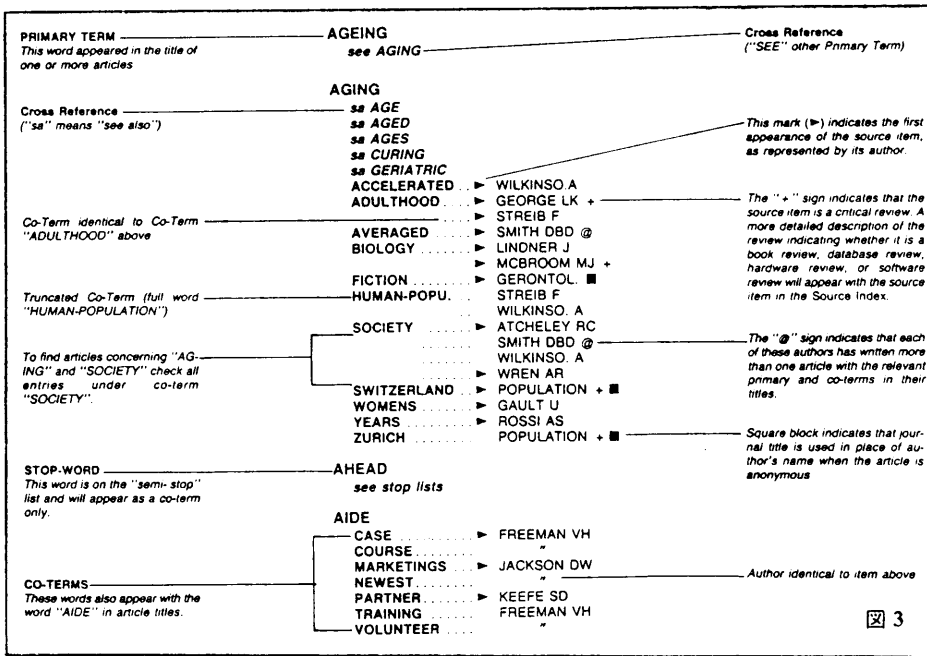 PRIMARY TERM
This word appeared in the title of
one or more articles
AGEING
see AGING
Cross Reference
("SEE" other Primary Term)
AGING
Cross Reference
("sa" means "see also")
sa AGE
sa AGED
sa AGES
sa CURING
sa GERIATRIC
This mark (►) indicates the first
appearance of the source item,
as represented by its author.
ACCELERATED .. ► WILKINSO.A
ADULTHOOD .... ► GEORGE LK +
.... ► STREIB F
AVERAGED ..... ► SMITH DBD @
BIOLOGY ....... ► LINDNER J
► MCBROOM MJ +
FICTION ........ ► GERONTOL. ■
HUMAN-POPU. .. STREIB F
.. WILKINSO. A
SOCIETY ....... ► ATCHELEY RC
....... SMITH DBD @
....... WILKINSO. A
....... ► WREN AR
SWITZERLAND .. ► POPULATION + ■
WOMENS ....... ► GAULT U
YEARS ......... ► ROSSI AS
ZURICH ........ POPULATION + ■
Co-Term identical to Co-Term
"ADULTHOOD" above
Truncated Co-Term (full word
"HUMAN-POPULATION")
To find articles concerning "AG-
ING" and "SOCIETY" check all
entries under co-term
"SOCIETY".
The "+" sign indicates that the
source item is a critical review. A
more detailed description of the
review indicating whether it is a
book review, database review,
hardware review, or software
review will appear with the source
item in the Source Index.
The "@" sign indicates that each
of these authors has written more
than one article with the relevant
primary and co-terms in their
titles.
Square block indicates that jour-
nal title is used in place of au-
thor's name when the article is
anonymous
STOP-WORD
This word is on the "semi-stop"
list and will appear as a co-term
only.
AHEAD
see stop lists
AIDE
CASE .......... ► FREEMAN VH
COURSE ........ "
MARKETINGS ... ► JACKSON DW
NEWEST ........ "
PARTNER ....... ► KEEFE SD
TRAINING ...... FREEMAN VH
VOLUNTEER .... "
CO-TERMS
These words also appear with the
word "AIDE" in article titles.
Author identical to item above
図 3